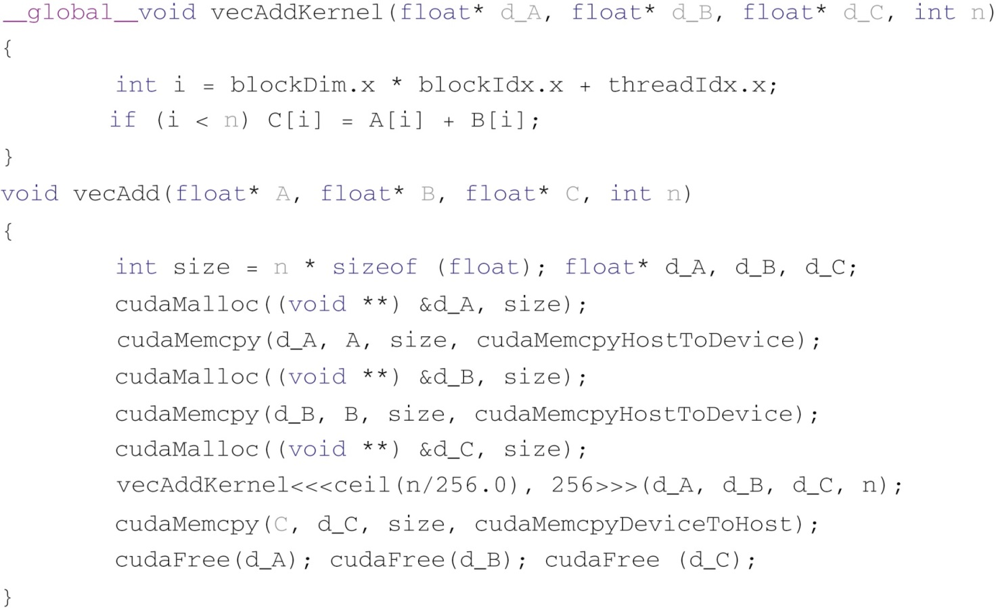 __global__void vecAddKernel(float* d_A, float* d_B, float* d_C, int n)
{
int i = blockDim.x * blockIdx.x + threadIdx.x;
if (i < n) C[i] = A[i] + B[i];
}
void vecAdd(float* A, float* B, float* C, int n)
{
int size = n * sizeof (float); float* d_A, d_B, d_C;
cudaMalloc((void **) &d_A, size);
cudaMemcpy(d_A, A, size, cudaMemcpyHostToDevice);
cudaMalloc((void **) &d_B, size);
cudaMemcpy(d_B, B, size, cudaMemcpyHostToDevice);
cudaMalloc((void **) &d_C, size);
vecAddKernel<<<ceil(n/256.0), 256>>>(d_A, d_B, d_C, n);
cudaMemcpy(C, d_C, size, cudaMemcpyDeviceToHost);
cudaFree(d_A); cudaFree(d_B); cudaFree (d_C);
}